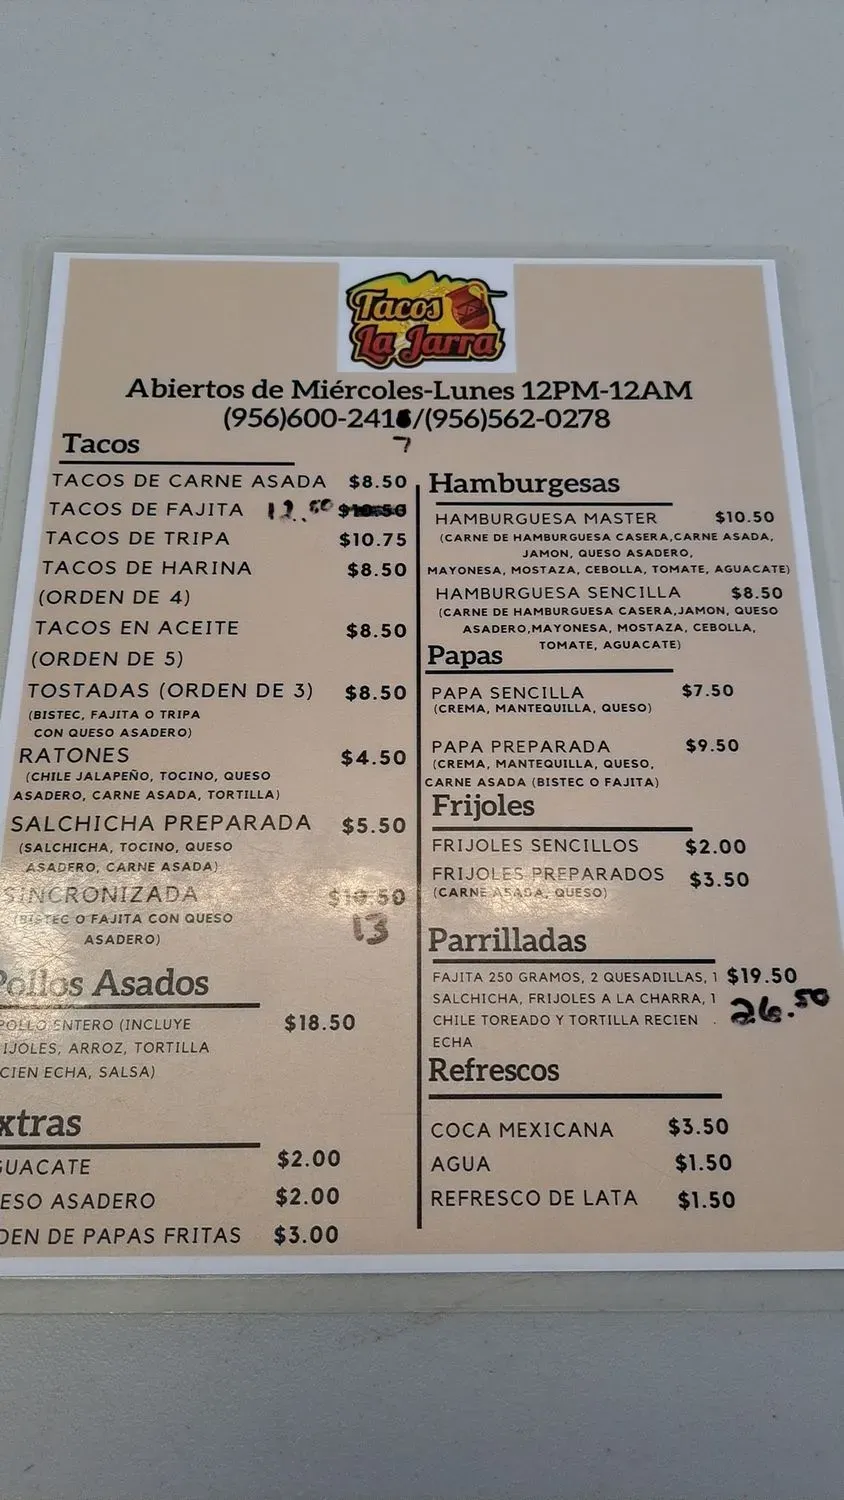 Tacos
La Jarra
Abiertos de Miércoles-Lunes 12PM-12AM
(956)600-241 /(956)562-0278
7
Tacos
TACOS DE CARNE ASADA $8.50
TACOS DE FAJITA 12.50 $10.50
TACOS DE TRIPA $10.75
TACOS DE HARINA $8.50
(ORDEN DE 4)
TACOS EN ACEITE $8.50
(ORDEN DE 5)
TOSTADAS (ORDEN DE 3) $8.50
(BISTEC, FAJITA O TRIPA
CON QUESO ASADERO)
RATONES $4.50
(CHILE JALAPEÑO, TOCINO, QUESO
ASADERO, CARNE ASADA, TORTILLA)
SALCHICHA PREPARADA $5.50
(SALCHICHA, TOCINO, QUESO
ASADERO, CARNE ASADA)
SINCRONIZADA $10.50
(BISTEC O FAJITA CON QUESO 13
ASADERO)
Pollos Asados
POLLO ENTERO (INCLUYE $18.50
IJOLES, ARROZ, TORTILLA
CIEN ECHA, SALSA)
xtras
GUACATE $2.00
ESO ASADERO $2.00
DEN DE PAPAS FRITAS $3.00
Hamburgesas
HAMBURGUESA MASTER $10.50
(CARNE DE HAMBURGUESA CASERA,CARNE ASADA,
JAMON, QUESO ASADERO,
MAYONESA, MOSTAZA, CEBOLLA, TOMATE, AGUACATE)
HAMBURGUESA SENCILLA $8.50
(CARNE DE HAMBURGUESA CASERA,JAMON, QUESO
ASADERO,MAYONESA, MOSTAZA, CEBOLLA,
TOMATE, AGUACATE)
Papas
PAPA SENCILLA $7.50
(CREMA, MANTEQUILLA, QUESO)
PAPA PREPARADA $9.50
(CREMA, MANTEQUILLA, QUESO,
CARNE ASADA (BISTEC O FAJITA)
Frijoles
FRIJOLES SENCILLOS $2.00
FRIJOLES PREPARADOS $3.50
(CARNE ASADA, QUESO)
Parrilladas
FAJITA 250 GRAMOS, 2 QUESADILLAS, 1 $19.50
SALCHICHA, FRIJOLES A LA CHARRA, 1 26.50
CHILE TOREADO Y TORTILLA RECIEN .
ECHA
Refrescos
COCA MEXICANA $3.50
AGUA $1.50
REFRESCO DE LATA $1.50